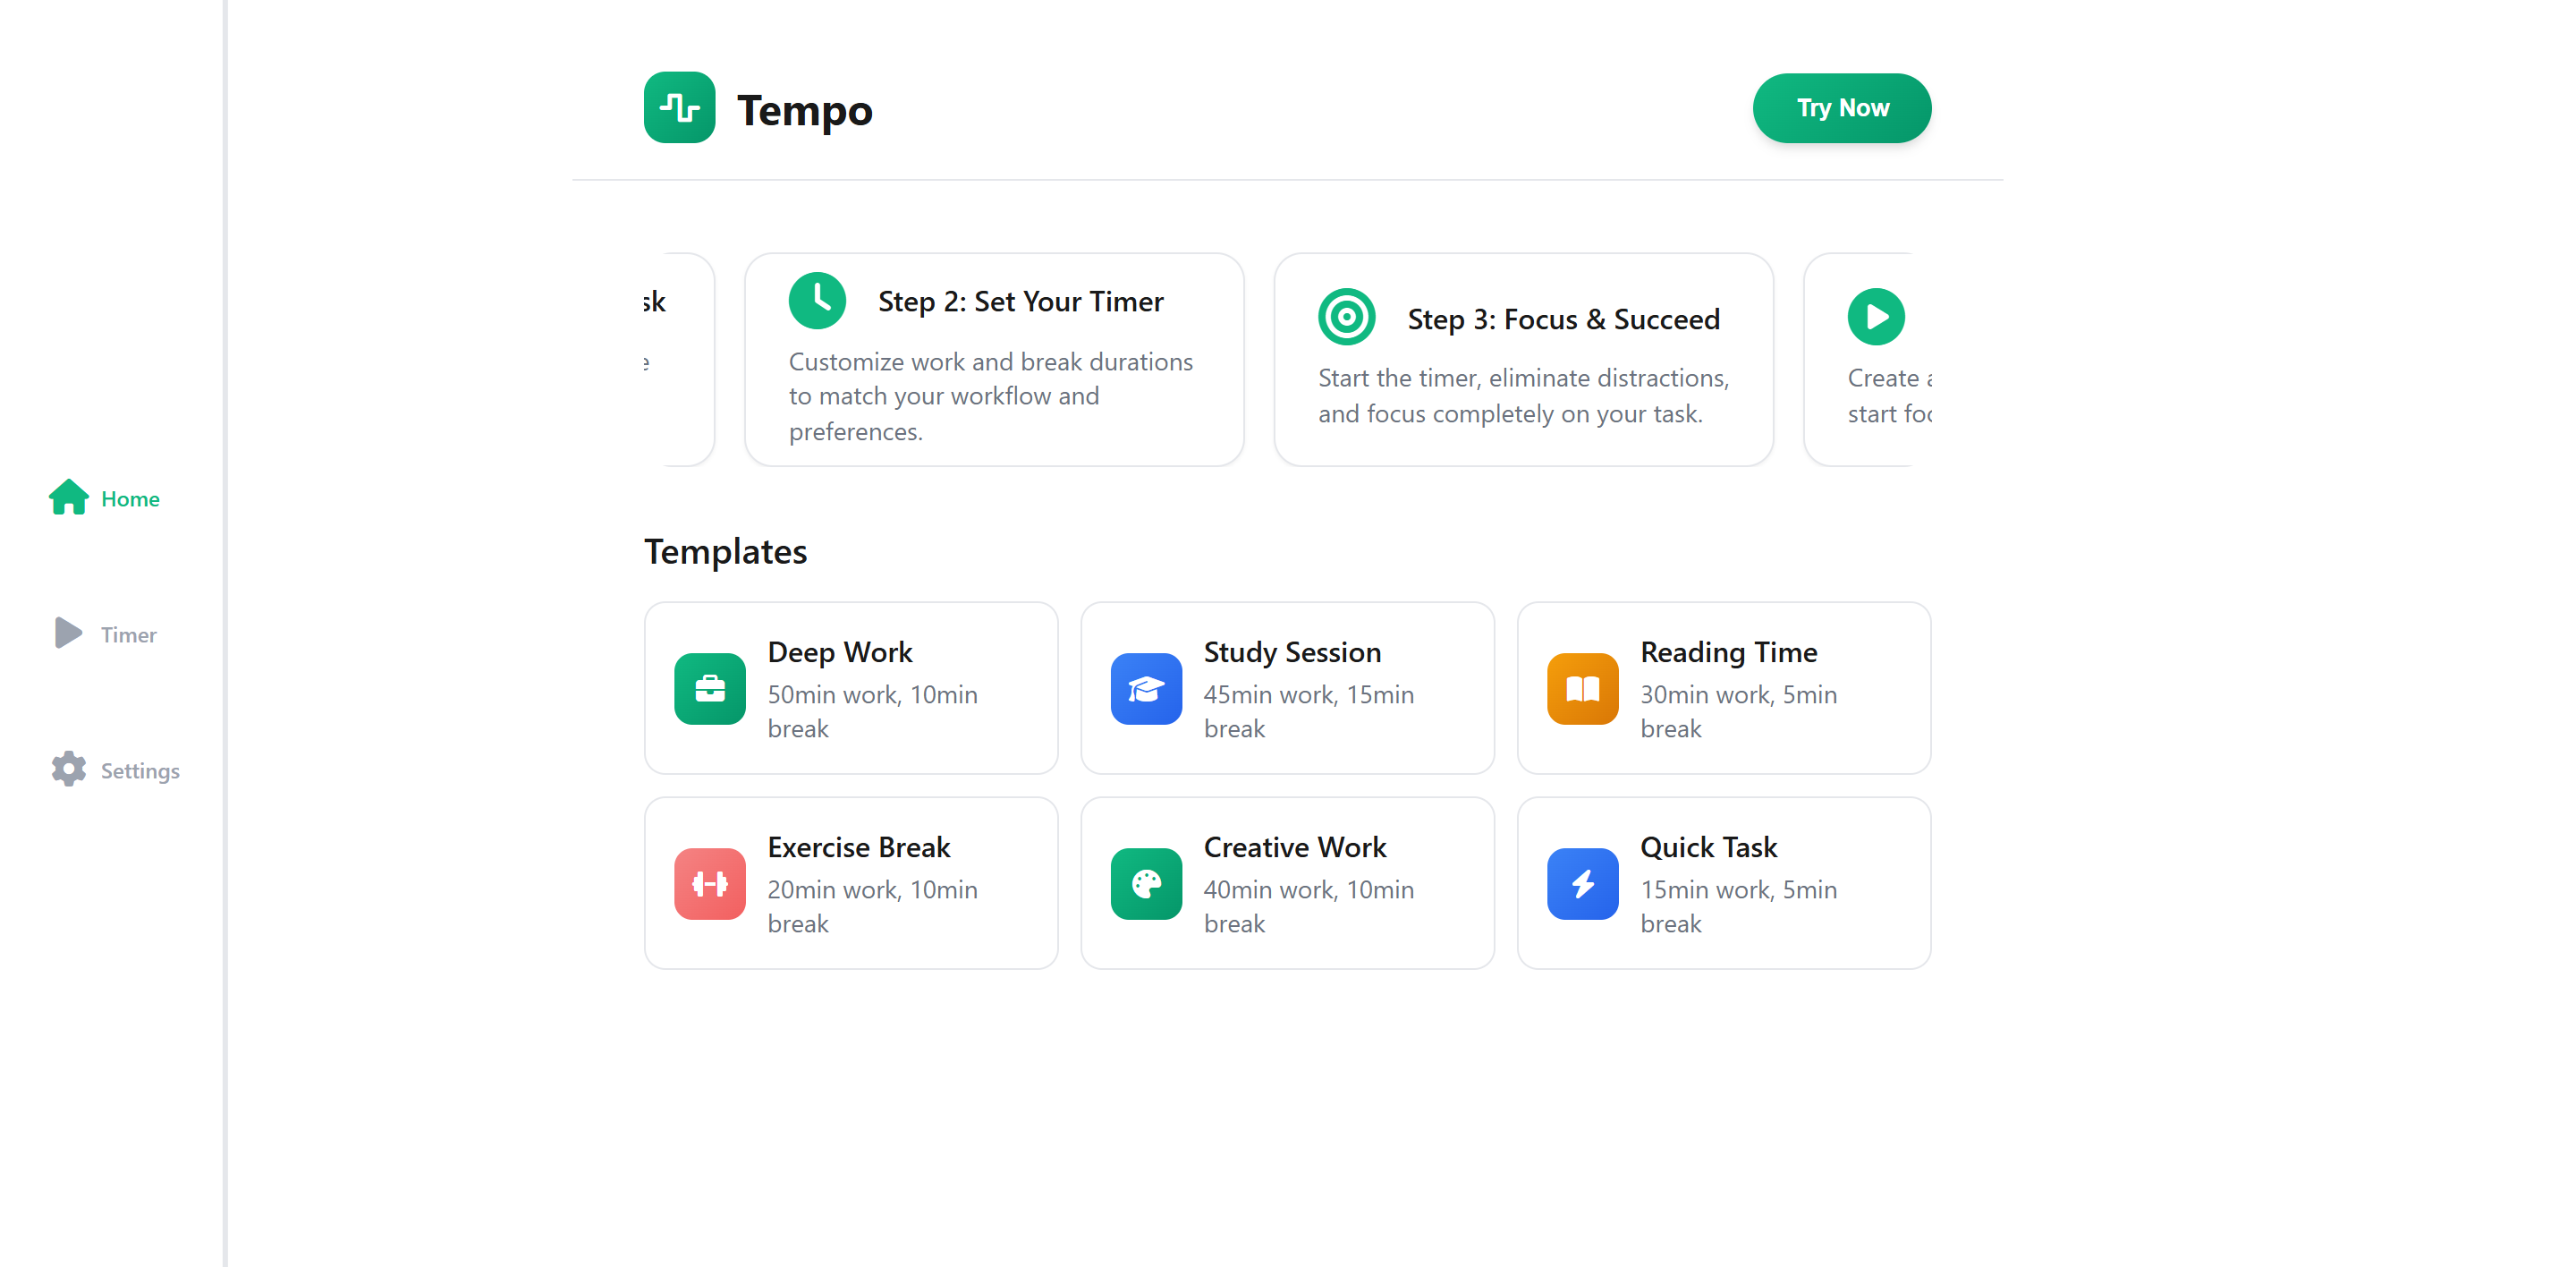 Tempo
Try Now
sk
e
Step 2: Set Your Timer
Customize work and break durations
to match your workflow and
preferences.
Step 3: Focus & Succeed
Start the timer, eliminate distractions,
and focus completely on your task.
Create
start
Home
Timer
Settings
Templates
Deep Work
50min work, 10min
break
Study Session
45min work, 15min
break
Reading Time
30min work, 5min
break
Exercise Break
20min work, 10min
break
Creative Work
40min work, 10min
break
Quick Task
15min work, 5min
break